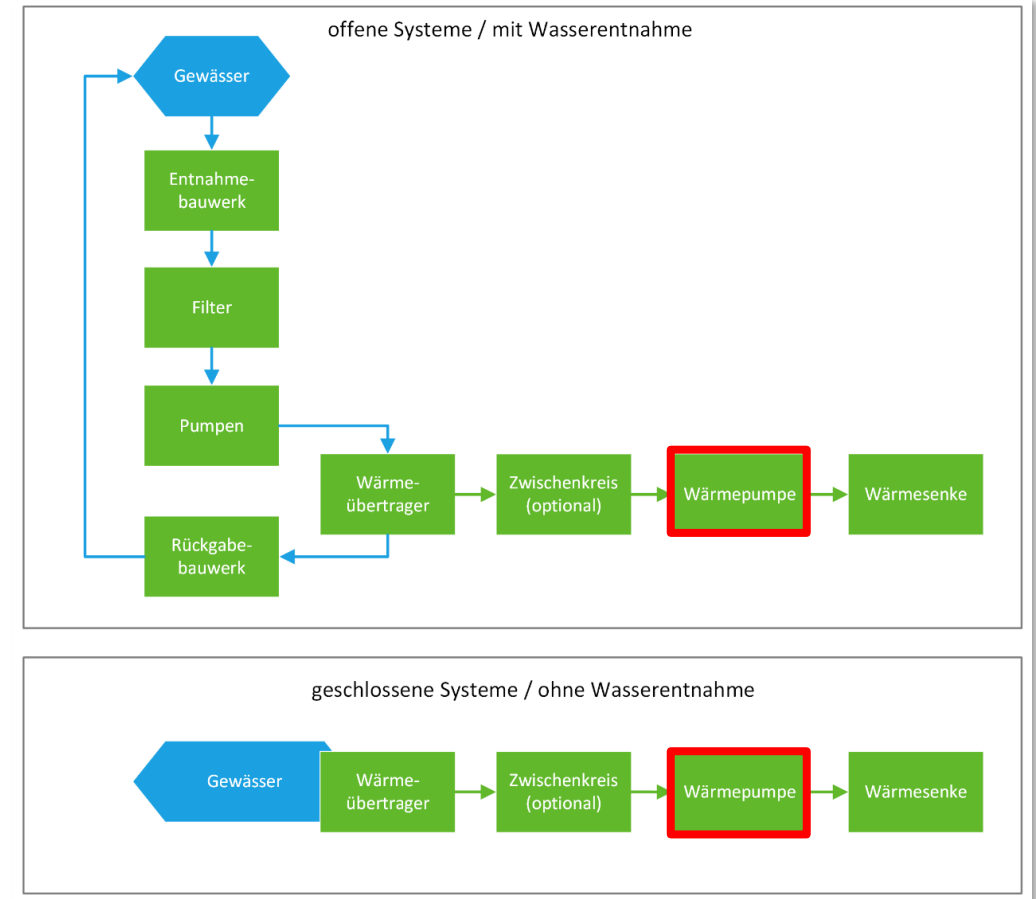 offene Systeme / mit Wasserentnahme
Gewässer
Entnahme-
bauwerk
Filter
Pumpen
Wärme-
übertrager
Zwischenkreis
(optional)
Wärmepumpe
Wärmesenke
Rückgabe-
bauwerk
geschlossene Systeme / ohne Wasserentnahme
Gewässer
Wärme-
übertrager
Zwischenkreis
(optional)
Wärmepumpe
Wärmesenke